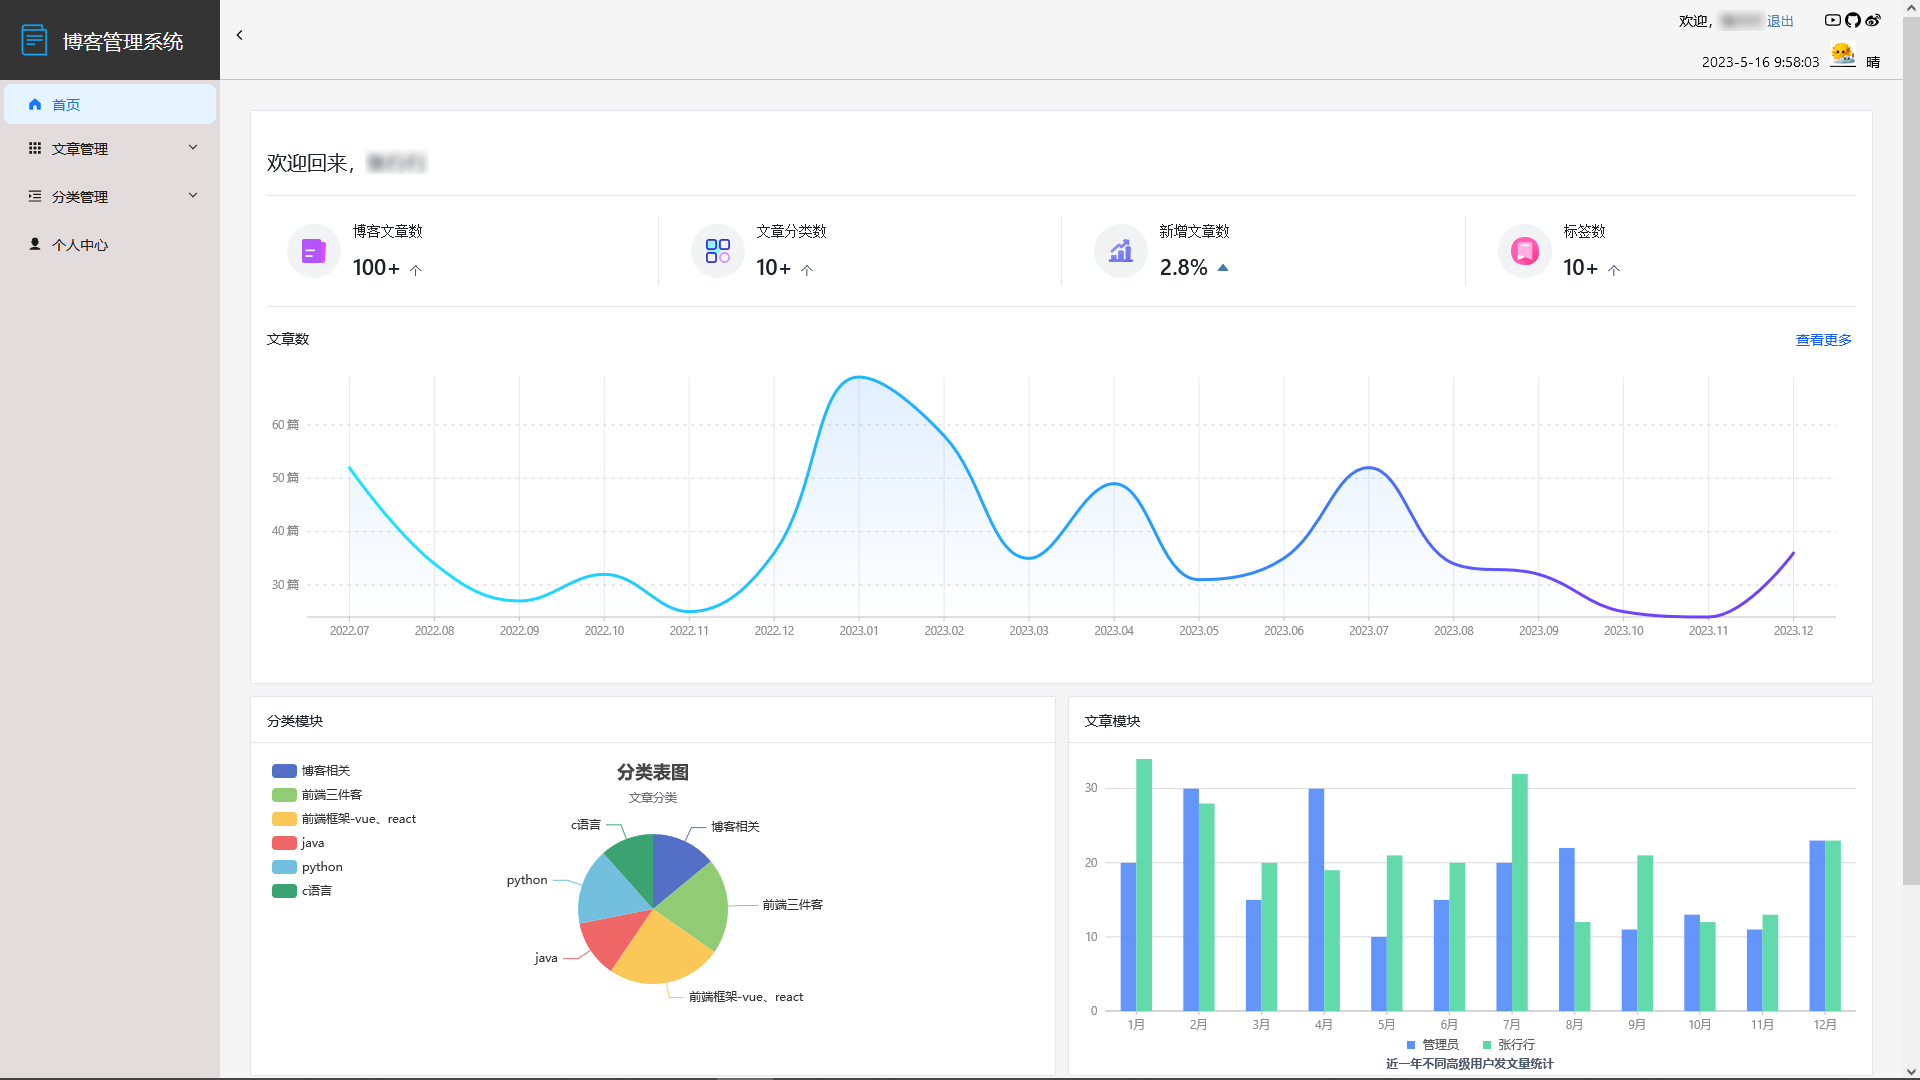 博客管理系统
欢迎，
退出
2023-5-16 9:58:03
晴
首页
文章管理
分类管理
个人中心
欢迎回来，
博客文章数
100+ 个
文章分类数
10+ 个
新增文章数
2.8%
标签数
10+ 个
文章数
查看更多
60 篇
50 篇
40 篇
30 篇
2022.07 2022.08 2022.09 2022.10 2022.11 2022.12 2023.01 2023.02 2023.03 2023.04 2023.05 2023.06 2023.07 2023.08 2023.09 2023.10 2023.11 2023.12
分类模块
博客相关
前端三件客
前端框架-vue、react
java
python
c语言
分类表图
文章分类
c语言
博客相关
python
前端三件客
java
前端框架-vue、react
文章模块
30
20
10
0
1月 2月 3月 4月 5月 6月 7月 8月 9月 10月 11月 12月
管理员 张行行
近一年不同高级用户发文量统计